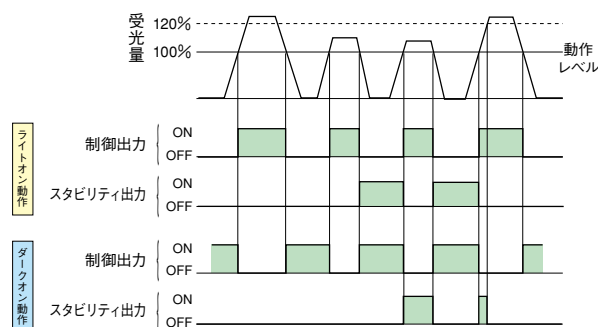 受光量
120%
100%
動作
レベル
ライトオン動作
制御出力
ON
OFF
スタビリティ出力
ON
OFF
ダークオン動作
制御出力
ON
OFF
スタビリティ出力
ON
OFF